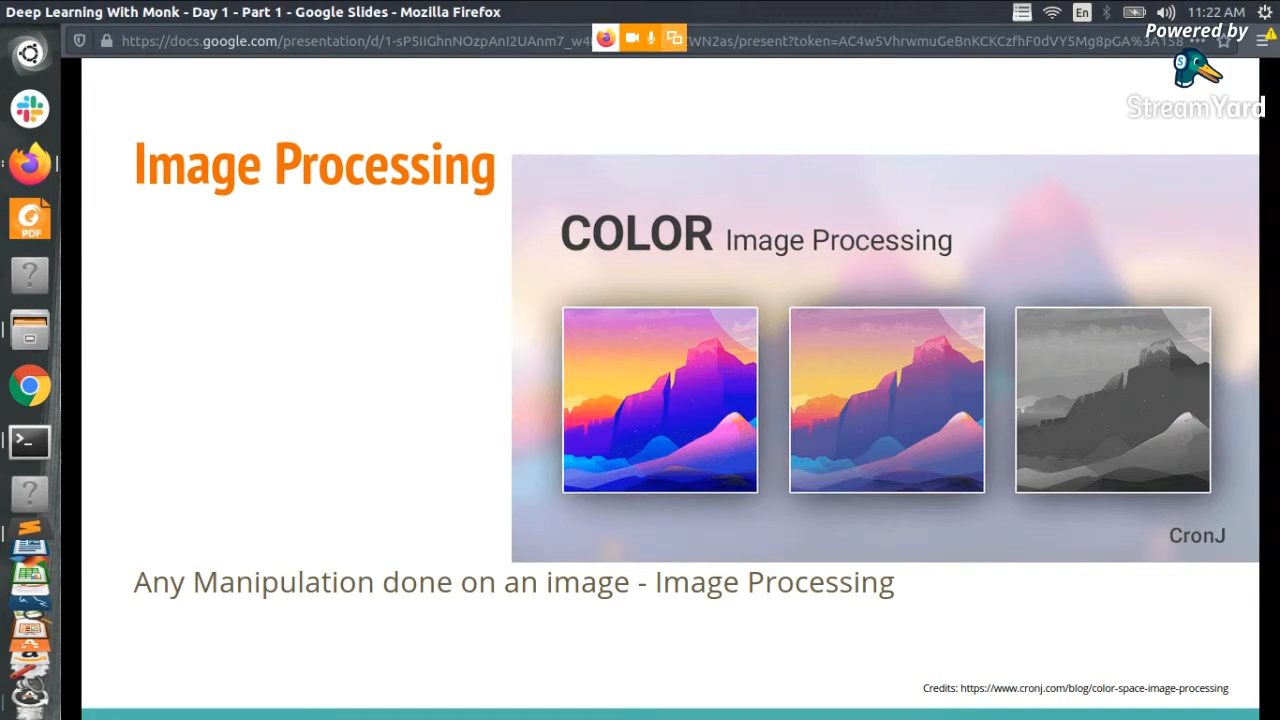 Deep Learning With Monk - Day 1 - Part 1 - Google Slides - Mozilla Firefox
En
11:22 AM
Powered by
StreamYard
Image Processing
COLOR Image Processing
PDF
CronJ
Any Manipulation done on an image - Image Processing
Credits: https://www.cronj.com/blog/color-space-image-processing